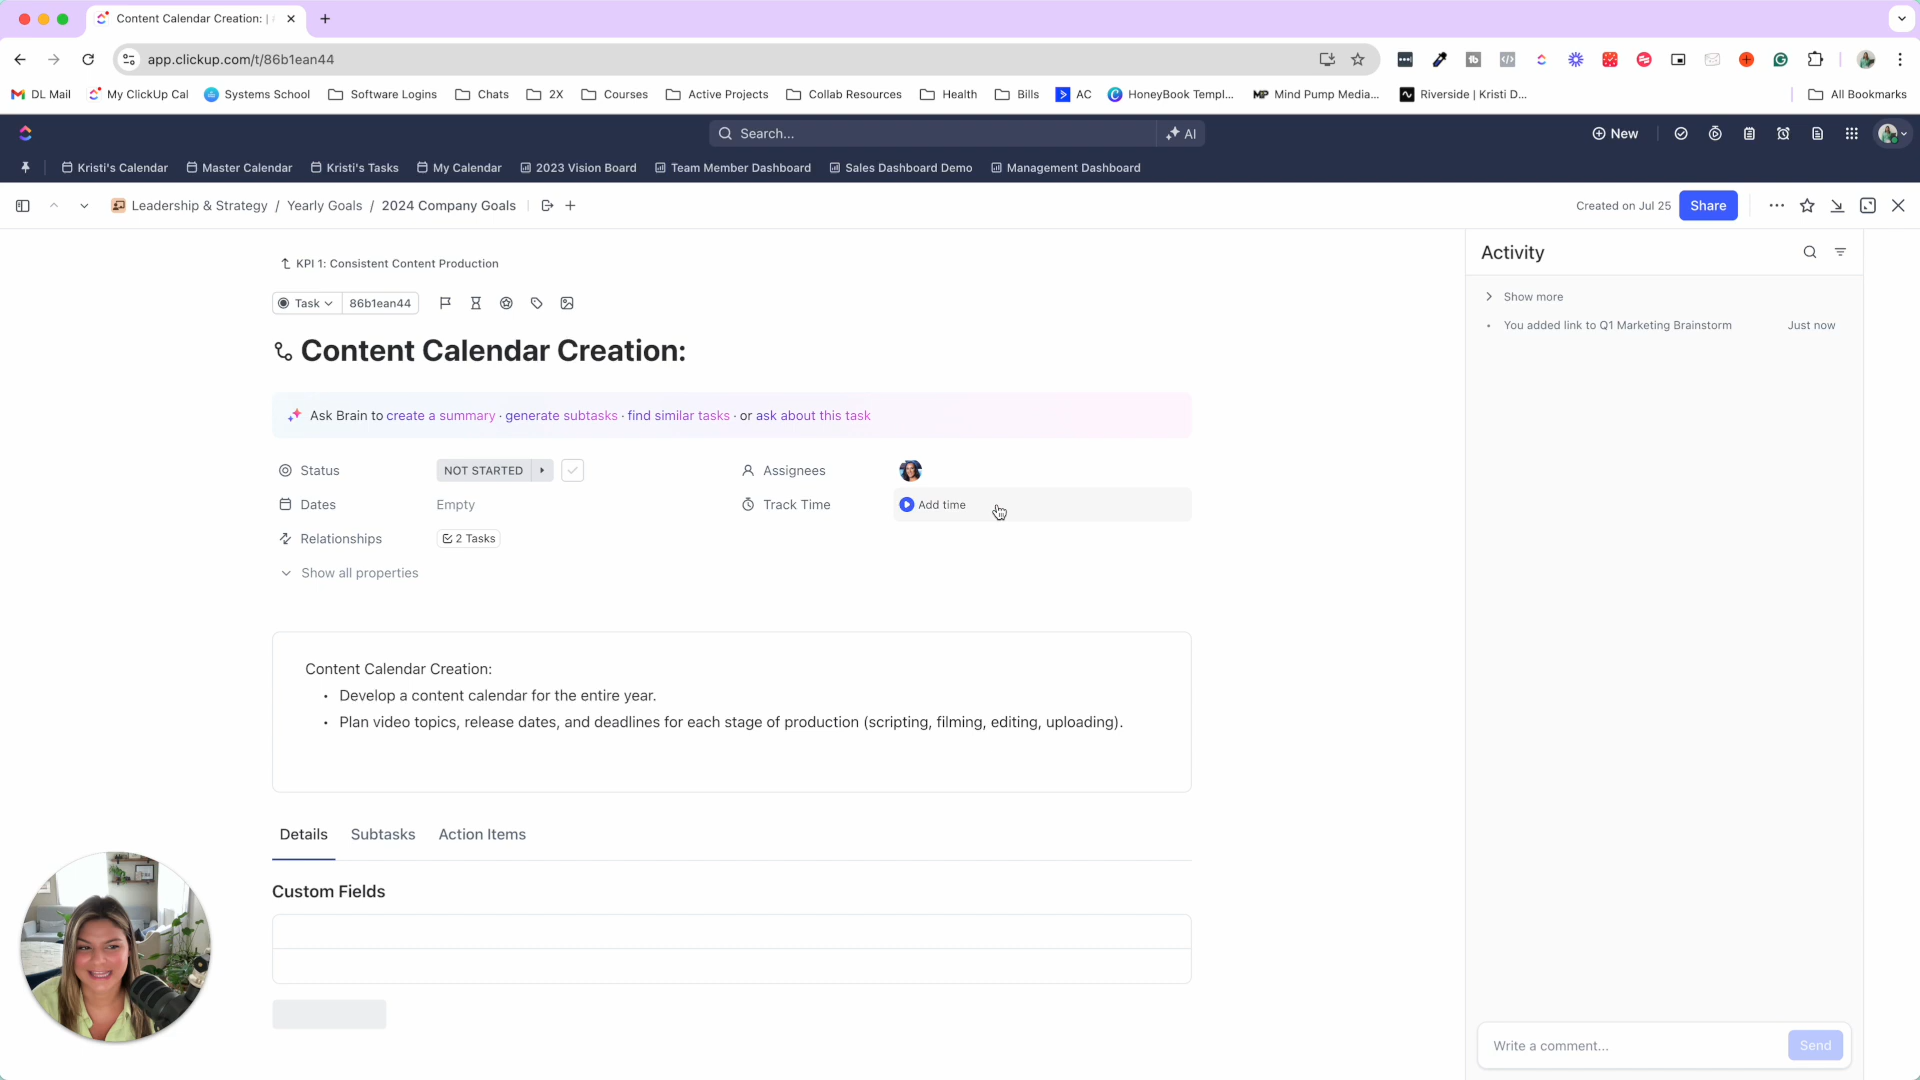 Content Calendar Creation: |
app.clickup.com/t/86b1ean44
DL Mail
My ClickUp Cal
Systems School
Software Logins
Chats
2X
Courses
Active Projects
Collab Resources
Health
Bills
AC
HoneyBook Templ...
MP Mind Pump Media...
Riverside | Kristi D...
All Bookmarks
Search...
AI
New
Kristi's Calendar
Master Calendar
Kristi's Tasks
My Calendar
2023 Vision Board
Team Member Dashboard
Sales Dashboard Demo
Management Dashboard
Leadership & Strategy / Yearly Goals / 2024 Company Goals
Created on Jul 25
Share
KPI 1: Consistent Content Production
Task
86b1ean44
Content Calendar Creation:
Ask Brain to create a summary · generate subtasks · find similar tasks · or ask about this task
Status
NOT STARTED
Assignees
Dates
Empty
Track Time
Add time
Relationships
2 Tasks
Show all properties
Content Calendar Creation:
• Develop a content calendar for the entire year.
• Plan video topics, release dates, and deadlines for each stage of production (scripting, filming, editing, uploading).
Details
Subtasks
Action Items
Custom Fields
Activity
Show more
• You added link to Q1 Marketing Brainstorm
Just now
Write a comment...
Send